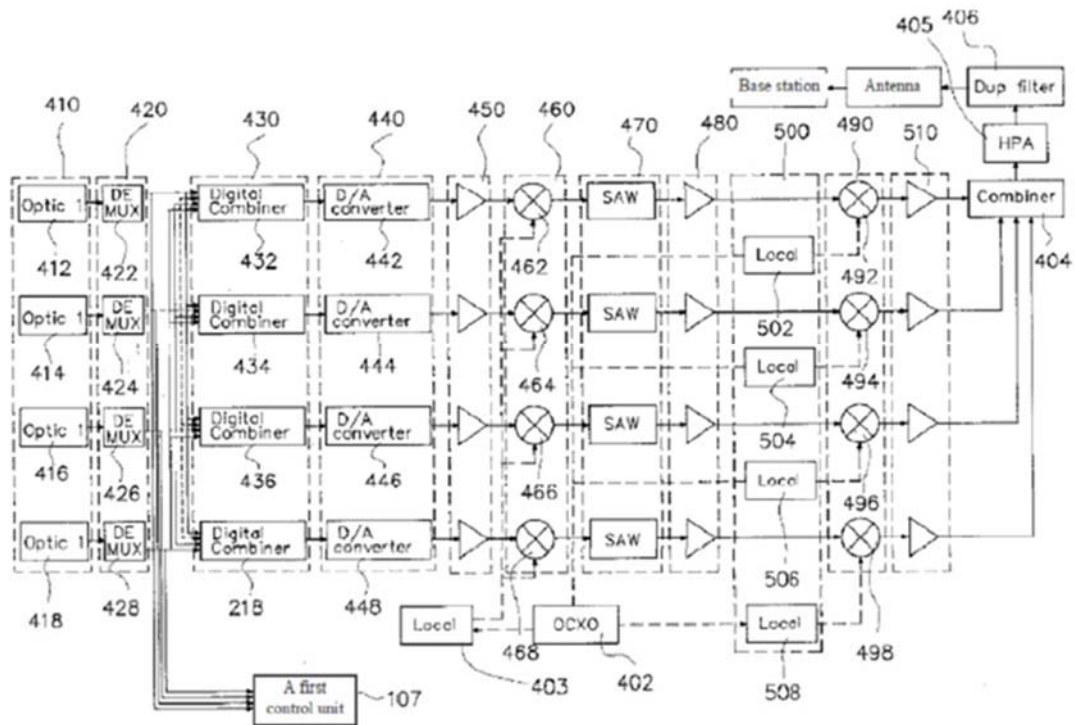 406
405
Base station
Antenna
Dup filter
410
420
430
440
450
460
470
480
500
490
510
HPA
Optic 1
DE MUX
Digital Combiner
D/A converter
SAW
Combiner
412
422
432
442
462
Local
492
404
Optic 1
DE MUX
Digital Combiner
D/A converter
SAW
502
414
424
434
444
464
Local
494
Optic 1
DE MUX
Digital Combiner
D/A converter
SAW
504
416
426
436
446
466
Local
496
Optic 1
DE MUX
Digital Combiner
D/A converter
SAW
506
418
428
218
448
Local
468
OCXO
Local
498
403
402
508
A first
control unit
107